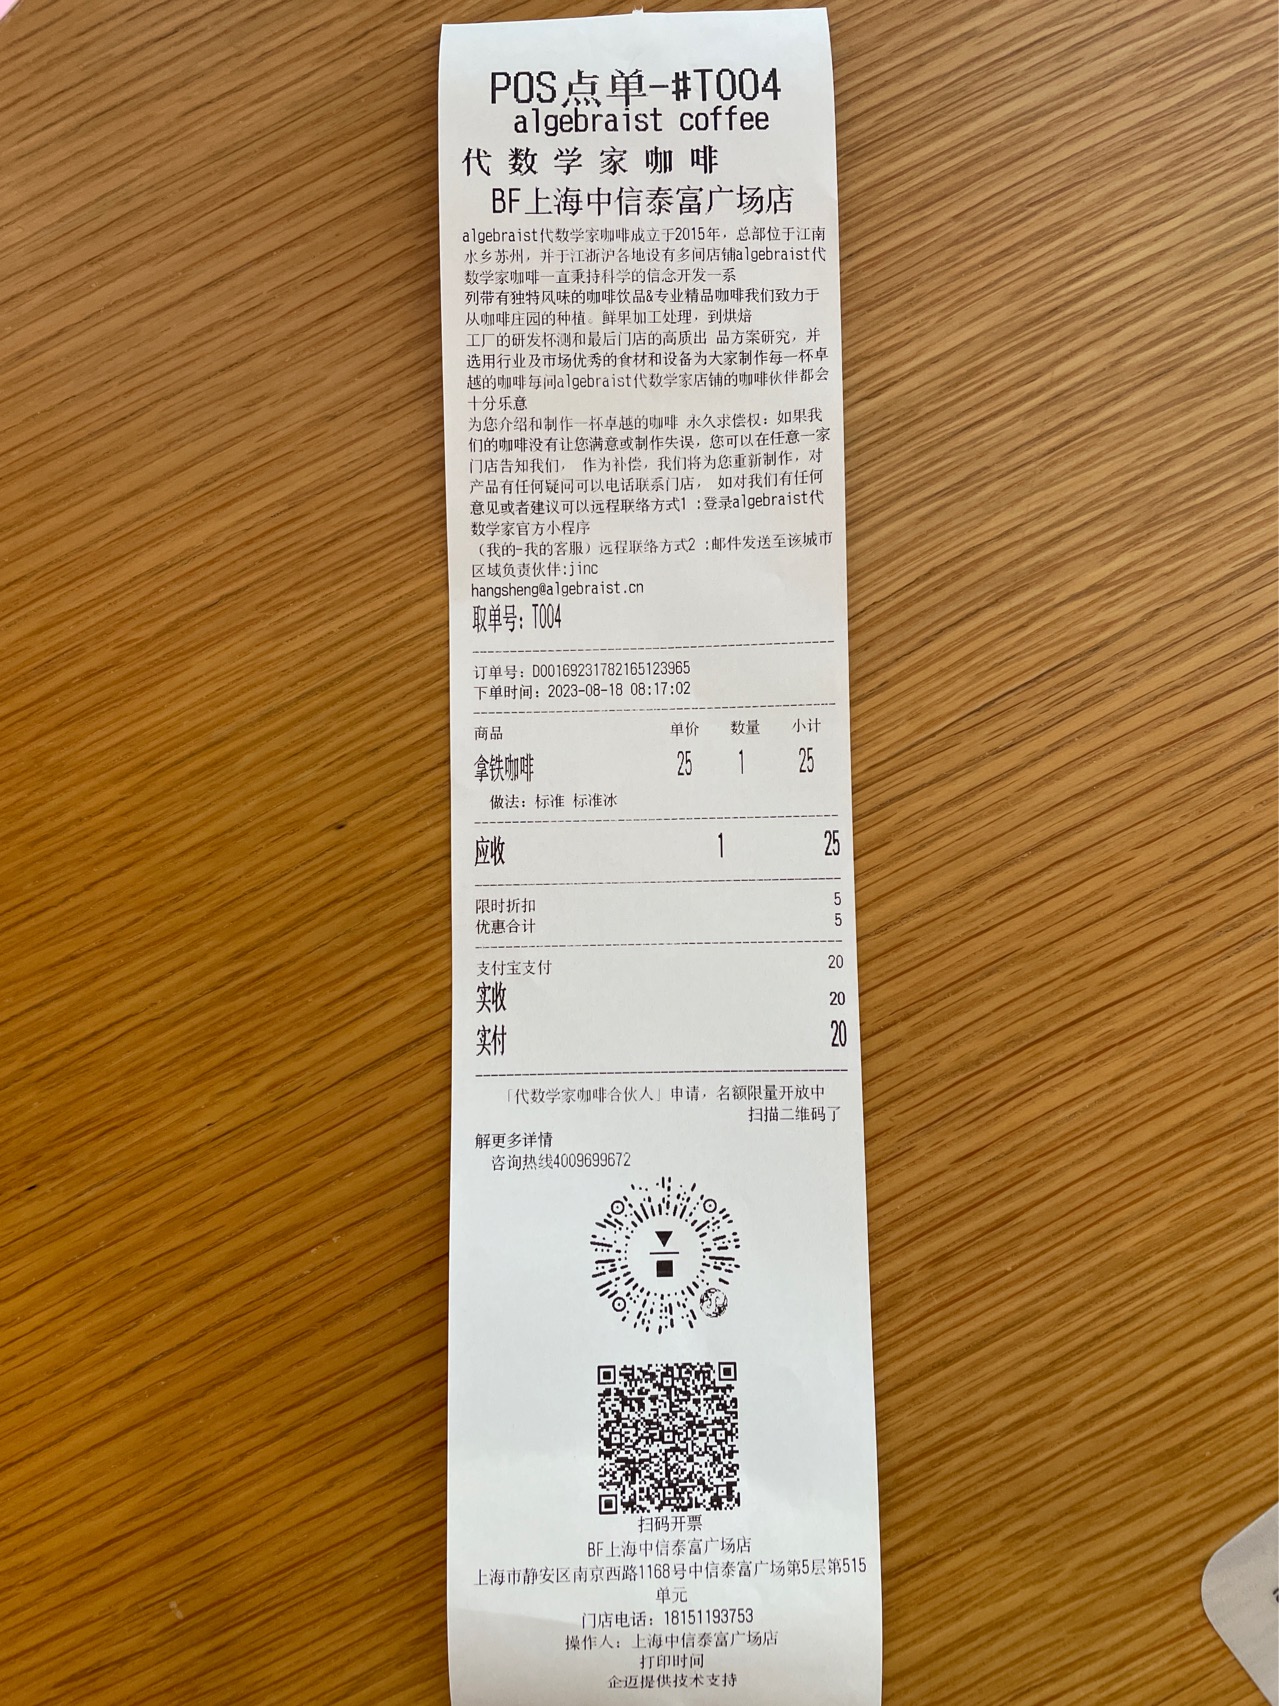 POS点单-#T004
algebraist coffee
代数学家咖啡
BF上海中信泰富广场店
algebraist代数学家咖啡成立于2015年，总部位于江南
水乡苏州，并于江浙沪各地设有多间店铺algebraist代
数学家咖啡一直秉持科学的信念开发一系
列带有独特风味的咖啡饮品&专业精品咖啡我们致力于
从咖啡庄园的种植。鲜果加工处理，到烘焙
工厂的研发杯测和最后门店的高质出 品方案研究，并
选用行业及市场优秀的食材和设备为大家制作每一杯卓
越的咖啡每间algebraist代数学家店铺的咖啡伙伴都会
十分乐意
为您介绍和制作一杯卓越的咖啡 永久求偿权：如果我
们的咖啡没有让您满意或制作失误，您可以在任意一家
门店告知我们， 作为补偿，我们将为您重新制作，对
产品有任何疑问可以电话联系门店， 如对我们有任何
意见或者建议可以远程联络方式1 :登录algebraist代
数学家官方小程序
（我的-我的客服）远程联络方式2 :邮件发送至该城市
区域负责伙伴:jinc
hangsheng@algebraist.cn
取单号：T004
订单号：D00169231782165123965
下单时间：2023-08-18 08:17:02
商品 单价 数量 小计
拿铁咖啡 25 1 25
做法：标准 标准冰
应收 1 25
限时折扣 5
优惠合计 5
支付宝支付 20
实收 20
实付 20
「代数学家咖啡合伙人」申请，名额限量开放中
扫描二维码了
解更多详情
咨询热线4009699672
扫码开票
BF上海中信泰富广场店
上海市静安区南京西路1168号中信泰富广场第5层第515
单元
门店电话：18151193753
操作人：上海中信泰富广场店
打印时间
企迈提供技术支持